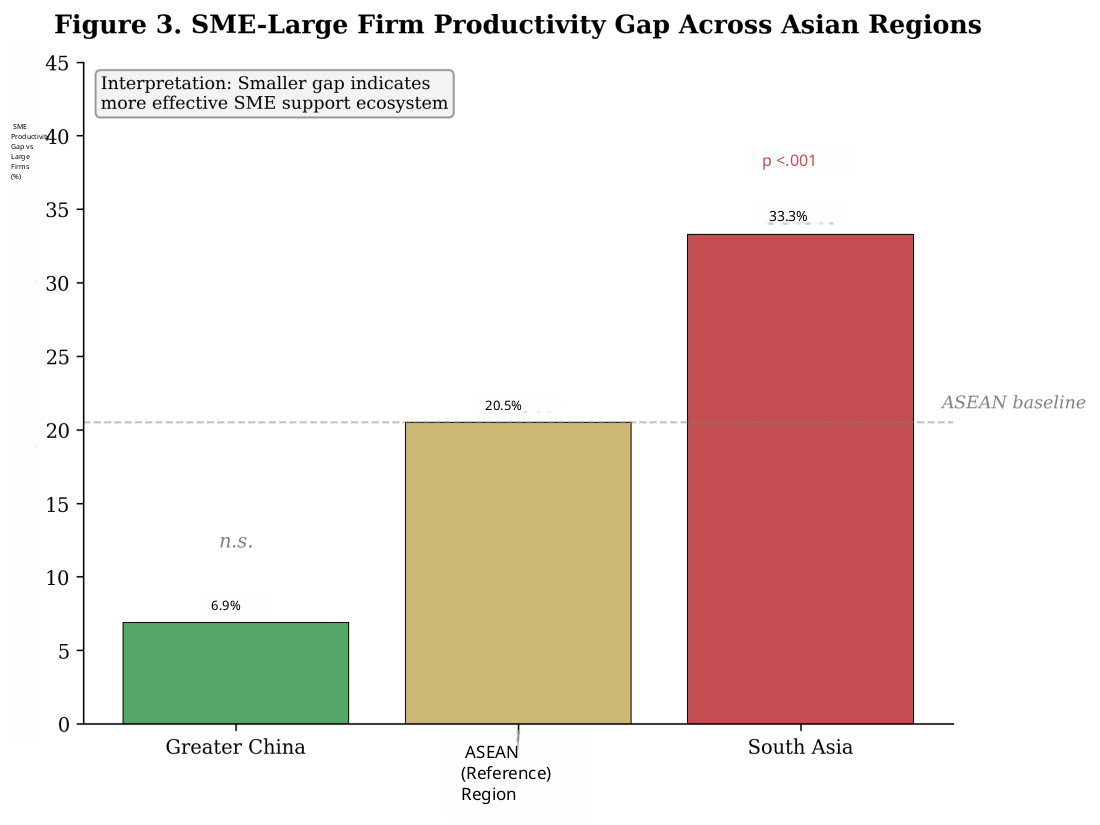 Figure 3. SME-Large Firm Productivity Gap Across Asian Regions
Interpretation: Smaller gap indicates
more effective SME support ecosystem
SME
Productivity
Gap vs
Large
Firms
(%)
45
40
35
30
25
20
15
10
5
0
p <.001
33.3%
ASEAN baseline
20.5%
n.s.
6.9%
Greater China
ASEAN
(Reference)
Region
South Asia